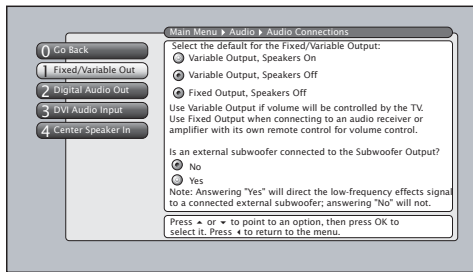 Main Menu ▸ Audio ▸ Audio Connections
0 Go Back
1 Fixed/Variable Out
2 Digital Audio Out
3 DVI Audio Input
4 Center Speaker In
Select the default for the Fixed/Variable Output:
Variable Output, Speakers On
Variable Output, Speakers Off
Fixed Output, Speakers Off
Use Variable Output if volume will be controlled by the TV.
Use Fixed Output when connecting to an audio receiver or
amplifier with its own remote control for volume control.
Is an external subwoofer connected to the Subwoofer Output?
No
Yes
Note: Answering "Yes" will direct the low-frequency effects signal
to a connected external subwoofer; answering "No" will not.
Press ▴ or ▾ to point to an option, then press OK to
select it. Press ◂ to return to the menu.